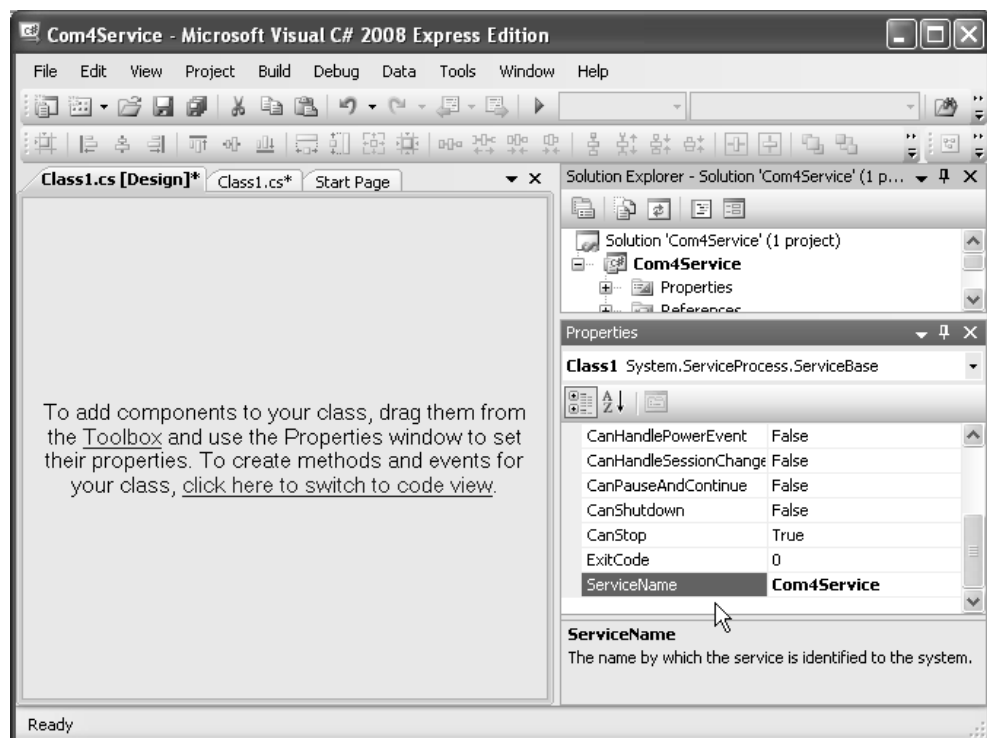 Com4Service - Microsoft Visual C# 2008 Express Edition
File Edit View Project Build Debug Data Tools Window Help
Class1.cs [Design]* Class1.cs* Start Page
Solution Explorer - Solution 'Com4Service' (1 p...
Solution 'Com4Service' (1 project)
Com4Service
Properties
References
Properties
Class1 System.ServiceProcess.ServiceBase
CanHandlePowerEvent False
CanHandleSessionChange False
CanPauseAndContinue False
CanShutdown False
CanStop True
ExitCode 0
ServiceName Com4Service
ServiceName
The name by which the service is identified to the system.
To add components to your class, drag them from
the Toolbox and use the Properties window to set
their properties. To create methods and events for
your class, click here to switch to code view.
Ready